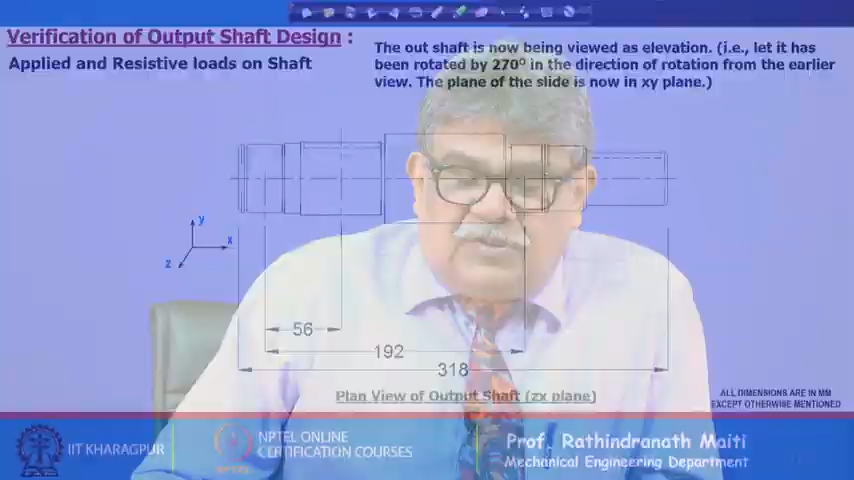 Verification of Output Shaft Design :
Applied and Resistive loads on Shaft
The out shaft is now being viewed as elevation. (i.e., let it has
been rotated by 270⁰ in the direction of rotation from the earlier
view. The plane of the slide is now in xy plane.)
y
x
z
56
192
318
Plan View of Output Shaft (zx plane)
ALL DIMENSIONS ARE IN MM
EXCEPT OTHERWISE MENTIONED
IIT KHARAGPUR
NPTEL ONLINE
CERTIFICATION COURSES
Prof. Rathindranath Maiti
Mechanical Engineering Department